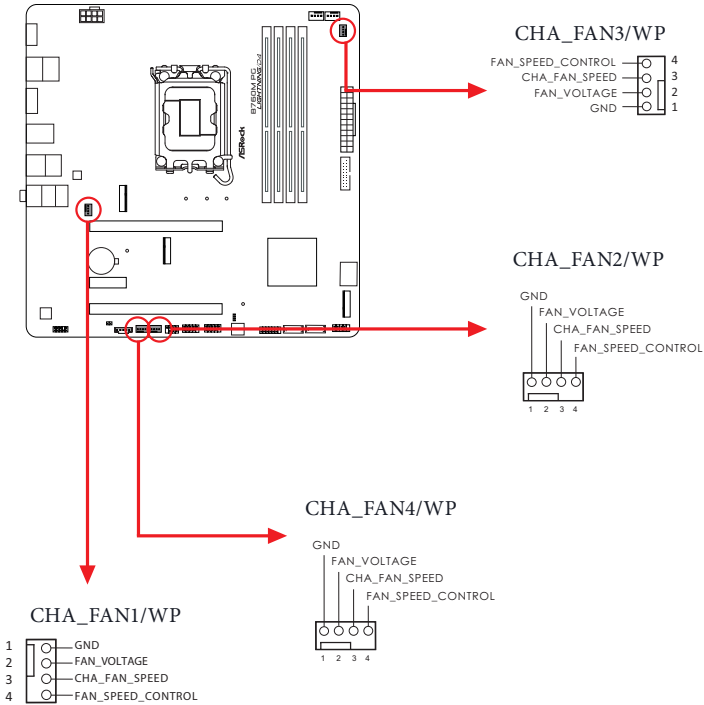 CHA_FAN3/WP
FAN_SPEED_CONTROL 4
CHA_FAN_SPEED 3
FAN_VOLTAGE 2
GND 1
B760M PG
LIGHTNING/D4
ASRock
CHA_FAN2/WP
GND
FAN_VOLTAGE
CHA_FAN_SPEED
FAN_SPEED_CONTROL
1 2 3 4
CHA_FAN4/WP
GND
FAN_VOLTAGE
CHA_FAN_SPEED
FAN_SPEED_CONTROL
1 2 3 4
CHA_FAN1/WP
1 GND
2 FAN_VOLTAGE
3 CHA_FAN_SPEED
4 FAN_SPEED_CONTROL